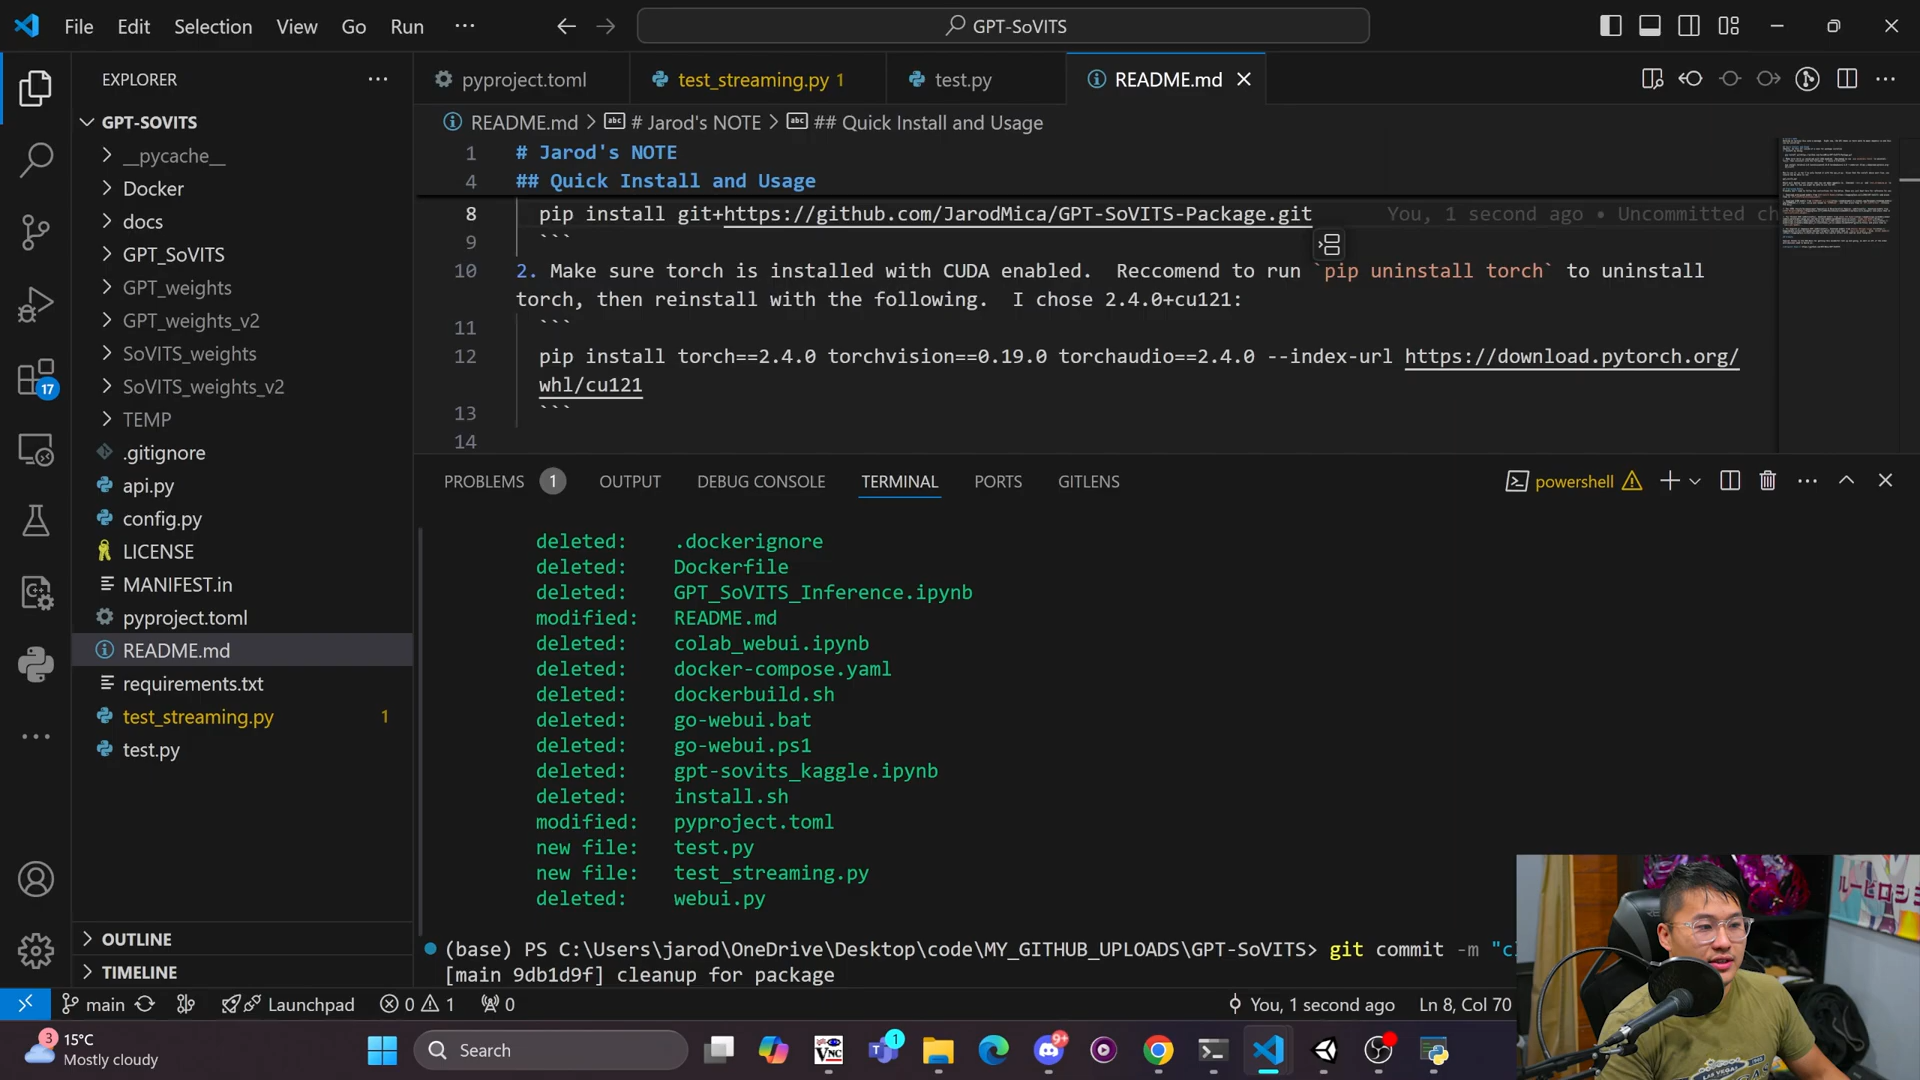 File Edit Selection View Go Run ... GPT-SoVITS
EXPLORER ...
GPT-SOVITS
__pycache__
Docker
docs
GPT_SoVITS
GPT_weights
GPT_weights_v2
SoVITS_weights
SoVITS_weights_v2
TEMP
.gitignore
api.py
config.py
LICENSE
MANIFEST.in
pyproject.toml
README.md
requirements.txt
test_streaming.py 1
test.py
OUTLINE
TIMELINE
17
pyproject.toml test_streaming.py 1 test.py README.md
README.md > # Jarod's NOTE > ## Quick Install and Usage
1 # Jarod's NOTE
4 ## Quick Install and Usage
8 pip install git+https://github.com/JarodMica/GPT-SoVITS-Package.git You, 1 second ago • Uncommitted ch
9 ```
10 2. Make sure torch is installed with CUDA enabled.  Reccomend to run `pip uninstall torch` to uninstall
torch, then reinstall with the following.  I chose 2.4.0+cu121:
11 ```
12 pip install torch==2.4.0 torchvision==0.19.0 torchaudio==2.4.0 --index-url https://download.pytorch.org/
whl/cu121
13 ```
14
PROBLEMS 1 OUTPUT DEBUG CONSOLE TERMINAL PORTS GITLENS powershell
deleted: .dockerignore
deleted: Dockerfile
deleted: GPT_SoVITS_Inference.ipynb
modified: README.md
deleted: colab_webui.ipynb
deleted: docker-compose.yaml
deleted: dockerbuild.sh
deleted: go-webui.bat
deleted: go-webui.ps1
deleted: gpt-sovits_kaggle.ipynb
deleted: install.sh
modified: pyproject.toml
new file: test.py
new file: test_streaming.py
deleted: webui.py
(base) PS C:\Users\jarod\OneDrive\Desktop\code\MY_GITHUB_UPLOADS\GPT-SoVITS> git commit -m "cl
[main 9db1d9f] cleanup for package
main Launchpad 0 1 0 You, 1 second ago Ln 8, Col 70
3 15°C
Mostly cloudy
Search
VNC
1
9+